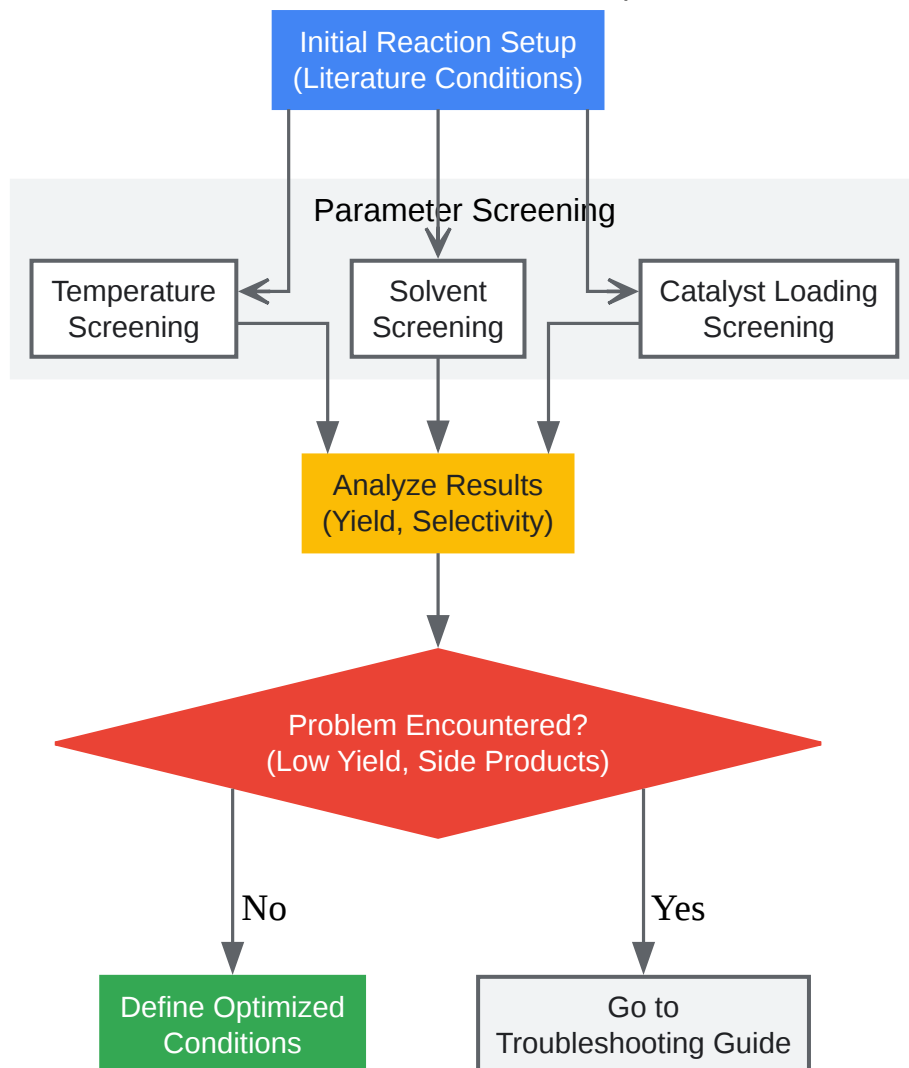 Initial Reaction Setup
(Literature Conditions)
Parameter Screening
Temperature
Screening
Solvent
Screening
Catalyst Loading
Screening
Analyze Results
(Yield, Selectivity)
Problem Encountered?
(Low Yield, Side Products)
No
Yes
Define Optimized
Conditions
Go to
Troubleshooting Guide